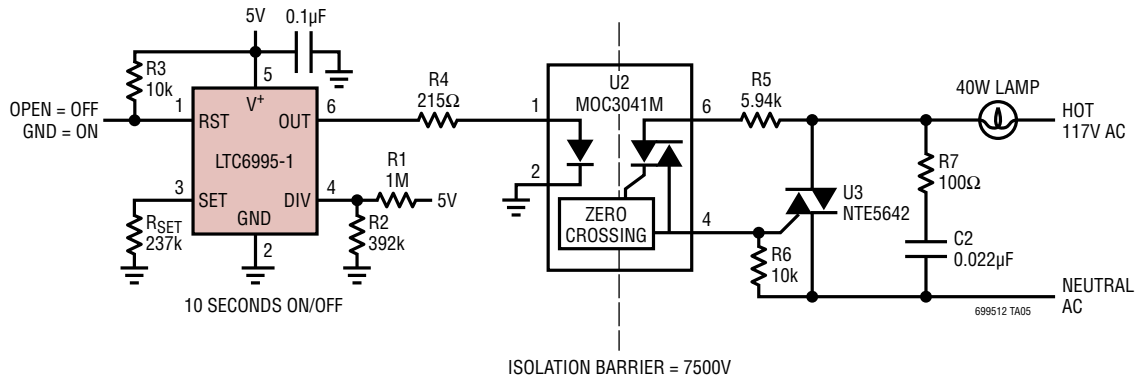 5V
0.1µF
R3
10k
5
OPEN = OFF
GND = ON
1
V+
RST
OUT
6
LTC6995-1
3
SET
DIV
4
GND
2
RSET
237k
R1
1M
5V
R2
392k
10 SECONDS ON/OFF
R4
215Ω
1
2
U2
MOC3041M
6
ZERO
CROSSING
4
R5
5.94k
R6
10k
U3
NTE5642
40W LAMP
HOT
117V AC
R7
100Ω
C2
0.022µF
NEUTRAL
AC
699512 TA05
ISOLATION BARRIER = 7500V